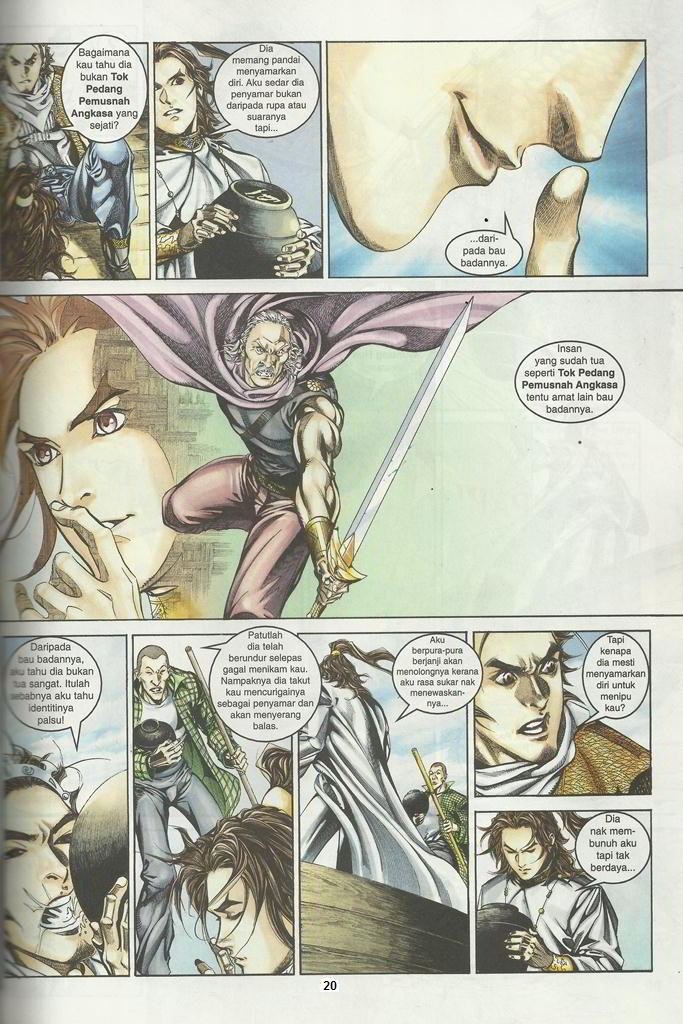 Bagaimana
kau tahu dia
bukan Tok
Pedang
Pemusnah
Angkasa yang
sejati?
Dia
memang pandai
menyamarkan
diri. Aku sedar dia
penyamar bukan
daripada rupa atau
suaranya
tapi...
...dari-
pada bau
badannya.
Insan
yang sudah tua
seperti Tok Pedang
Pemusnah Angkasa
tentu amat lain bau
badannya.
Daripada
bau badannya,
aku tahu dia bukan
tua sangat. Itulah
sebabnya aku tahu
identitinya
palsu!
Patutlah
dia telah
berundur selepas
gagal menikam kau.
Nampaknya dia takut
kau mencurigainya
sebagai penyamar dan
akan menyerang
balas.
Aku
berpura-pura
berjanji akan
menolongnya kerana
aku rasa sukar nak
menewaskan-
nya...
Tapi
kenapa
dia mesti
menyamarkan
diri untuk
menipu
kau?
Dia
nak mem-
bunuh aku
tapi tak
berdaya...
20